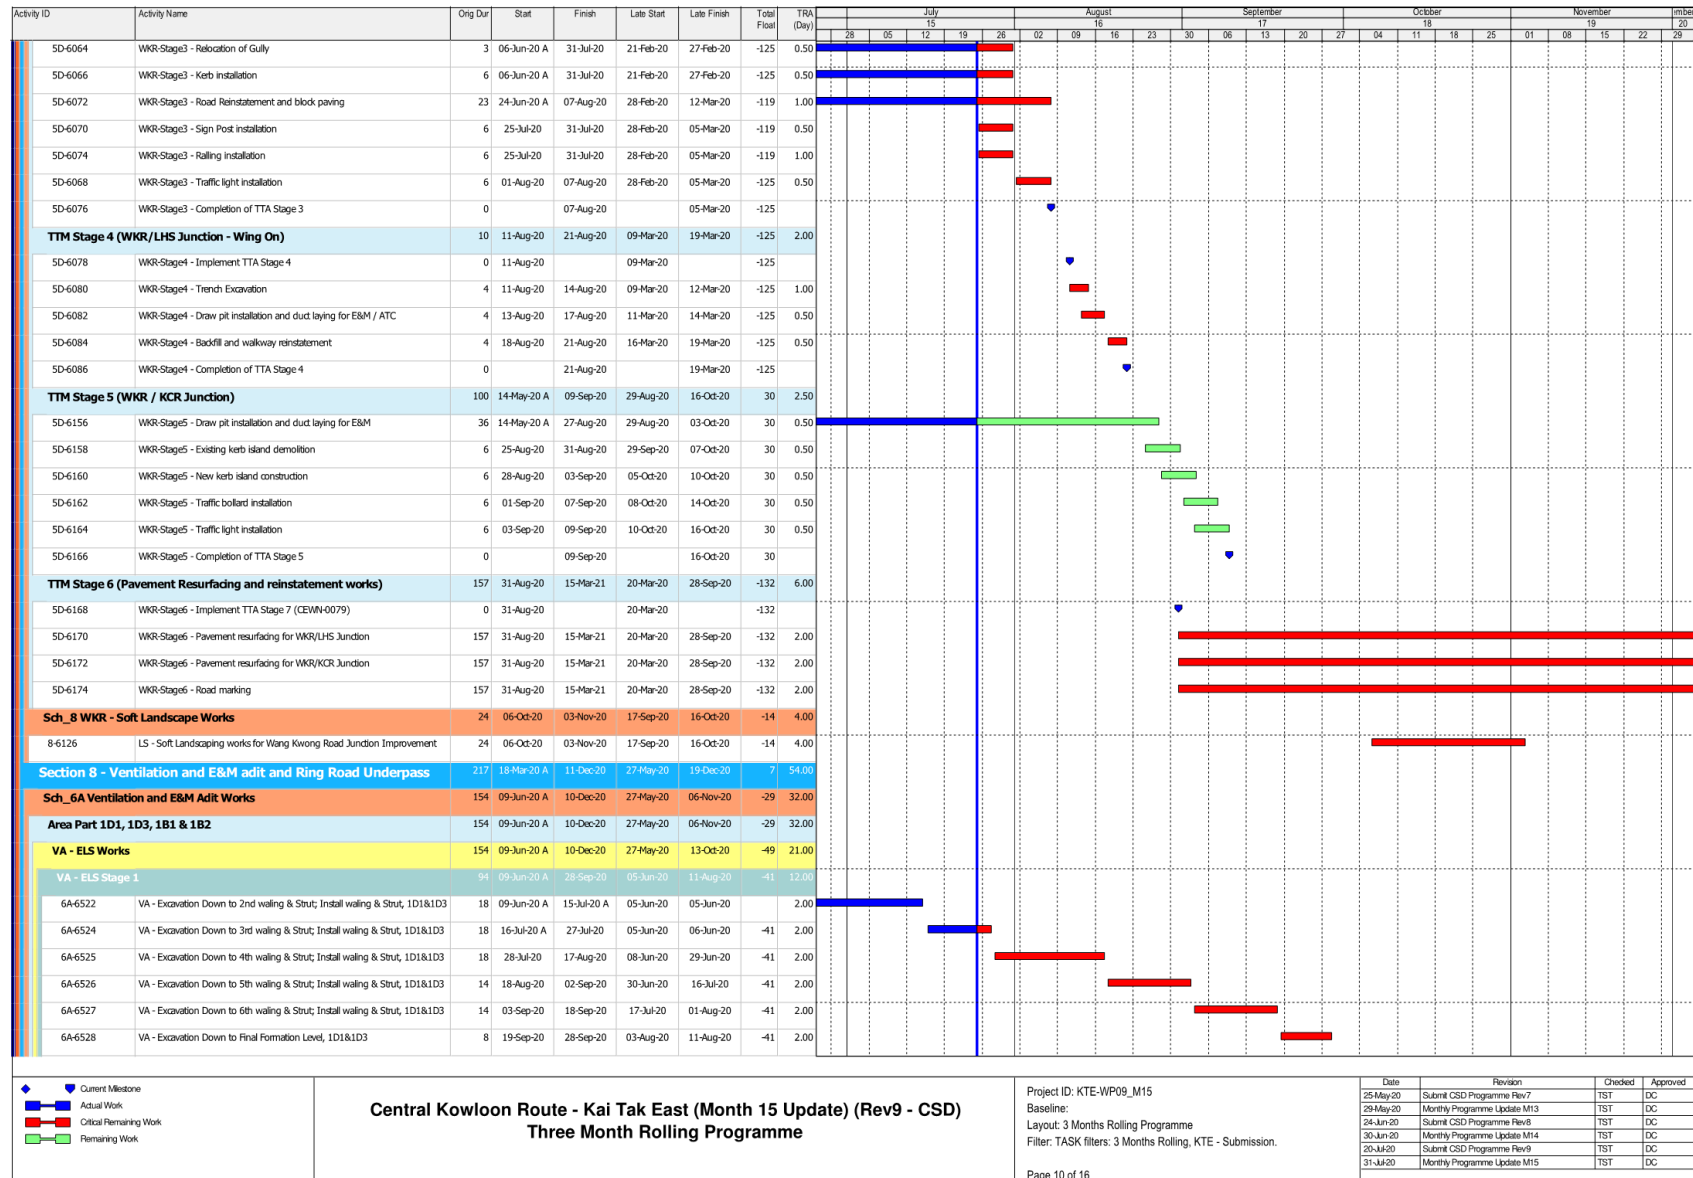 Activity ID Activity Name Orig Dur Start Finish Late Start Late Finish Total Float TRA (Day)
July August September October November
15 16 17 18 19 20
28 05 12 19 26 02 09 16 23 30 06 13 20 27 04 11 18 25 01 08 15 22 29
5D-6064 WKR-Stage3 - Relocation of Gully 3 06-Jun-20 A 31-Jul-20 21-Feb-20 27-Feb-20 -125 0.50
5D-6066 WKR-Stage3 - Kerb installation 6 06-Jun-20 A 31-Jul-20 21-Feb-20 27-Feb-20 -125 0.50
5D-6072 WKR-Stage3 - Road Reinstatement and block paving 23 24-Jun-20 A 07-Aug-20 28-Feb-20 12-Mar-20 -119 1.00
5D-6070 WKR-Stage3 - Sign Post installation 6 25-Jul-20 31-Jul-20 28-Feb-20 05-Mar-20 -119 0.50
5D-6074 WKR-Stage3 - Railing installation 6 25-Jul-20 31-Jul-20 28-Feb-20 05-Mar-20 -119 1.00
5D-6068 WKR-Stage3 - Traffic light installation 6 01-Aug-20 07-Aug-20 28-Feb-20 05-Mar-20 -125 0.50
5D-6076 WKR-Stage3 - Completion of TTA Stage 3 0 07-Aug-20 05-Mar-20 -125
TTM Stage 4 (WKR/LHS Junction - Wing On) 10 11-Aug-20 21-Aug-20 09-Mar-20 19-Mar-20 -125 2.00
5D-6078 WKR-Stage4 - Implement TTA Stage 4 0 11-Aug-20 09-Mar-20 -125
5D-6080 WKR-Stage4 - Trench Excavation 4 11-Aug-20 14-Aug-20 09-Mar-20 12-Mar-20 -125 1.00
5D-6082 WKR-Stage4 - Draw pit installation and duct laying for E&M / ATC 4 13-Aug-20 17-Aug-20 11-Mar-20 14-Mar-20 -125 0.50
5D-6084 WKR-Stage4 - Backfill and walkway reinstatement 4 18-Aug-20 21-Aug-20 16-Mar-20 19-Mar-20 -125 0.50
5D-6086 WKR-Stage4 - Completion of TTA Stage 4 0 21-Aug-20 19-Mar-20 -125
TTM Stage 5 (WKR / KCR Junction) 100 14-May-20 A 09-Sep-20 29-Aug-20 16-Oct-20 30 2.50
5D-6156 WKR-Stage5 - Draw pit installation and duct laying for E&M 36 14-May-20 A 27-Aug-20 29-Aug-20 03-Oct-20 30 0.50
5D-6158 WKR-Stage5 - Existing kerb island demolition 6 25-Aug-20 31-Aug-20 29-Sep-20 07-Oct-20 30 0.50
5D-6160 WKR-Stage5 - New kerb island construction 6 28-Aug-20 03-Sep-20 05-Oct-20 10-Oct-20 30 0.50
5D-6162 WKR-Stage5 - Traffic bollard installation 6 01-Sep-20 07-Sep-20 08-Oct-20 14-Oct-20 30 0.50
5D-6164 WKR-Stage5 - Traffic light installation 6 03-Sep-20 09-Sep-20 10-Oct-20 16-Oct-20 30 0.50
5D-6166 WKR-Stage5 - Completion of TTA Stage 5 0 09-Sep-20 16-Oct-20 30
TTM Stage 6 (Pavement Resurfacing and reinstatement works) 157 31-Aug-20 15-Mar-21 20-Mar-20 28-Sep-20 -132 6.00
5D-6168 WKR-Stage6 - Implement TTA Stage 7 (CEWN-0079) 0 31-Aug-20 20-Mar-20 -132
5D-6170 WKR-Stage6 - Pavement resurfacing for WKR/LHS Junction 157 31-Aug-20 15-Mar-21 20-Mar-20 28-Sep-20 -132 2.00
5D-6172 WKR-Stage6 - Pavement resurfacing for WKR/KCR Junction 157 31-Aug-20 15-Mar-21 20-Mar-20 28-Sep-20 -132 2.00
5D-6174 WKR-Stage6 - Road marking 157 31-Aug-20 15-Mar-21 20-Mar-20 28-Sep-20 -132 2.00
Sch_8 WKR - Soft Landscape Works 24 06-Oct-20 03-Nov-20 17-Sep-20 16-Oct-20 -14 4.00
8-6126 LS - Soft Landscaping works for Wang Kwong Road Junction Improvement 24 06-Oct-20 03-Nov-20 17-Sep-20 16-Oct-20 -14 4.00
Section 8 - Ventilation and E&M adit and Ring Road Underpass 217 18-Mar-20 A 11-Dec-20 27-May-20 19-Dec-20 7 54.00
Sch_6A Ventilation and E&M Adit Works 154 09-Jun-20 A 10-Dec-20 27-May-20 06-Nov-20 -29 32.00
Area Part 1D1, 1D3, 1B1 & 1B2 154 09-Jun-20 A 10-Dec-20 27-May-20 06-Nov-20 -29 32.00
VA - ELS Works 154 09-Jun-20 A 10-Dec-20 27-May-20 13-Oct-20 -49 21.00
VA - ELS Stage 1 94 09-Jun-20 A 28-Sep-20 05-Jun-20 11-Aug-20 -41 12.00
6A-6522 VA - Excavation Down to 2nd waling & Strut; Install waling & Strut, 1D1&1D3 18 09-Jun-20 A 15-Jul-20 A 05-Jun-20 05-Jun-20 2.00
6A-6524 VA - Excavation Down to 3rd waling & Strut; Install waling & Strut, 1D1&1D3 18 16-Jul-20 A 27-Jul-20 05-Jun-20 06-Jun-20 -41 2.00
6A-6525 VA - Excavation Down to 4th waling & Strut; Install waling & Strut, 1D1&1D3 18 28-Jul-20 17-Aug-20 08-Jun-20 29-Jun-20 -41 2.00
6A-6526 VA - Excavation Down to 5th waling & Strut; Install waling & Strut, 1D1&1D3 14 18-Aug-20 02-Sep-20 30-Jun-20 16-Jul-20 -41 2.00
6A-6527 VA - Excavation Down to 6th waling & Strut; Install waling & Strut, 1D1&1D3 14 03-Sep-20 18-Sep-20 17-Jul-20 01-Aug-20 -41 2.00
6A-6528 VA - Excavation Down to Final Formation Level, 1D1&1D3 8 19-Sep-20 28-Sep-20 03-Aug-20 11-Aug-20 -41 2.00
Current Milestone
Actual Work
Critical Remaining Work
Remaining Work
Central Kowloon Route - Kai Tak East (Month 15 Update) (Rev9 - CSD)
Three Month Rolling Programme
Project ID: KTE-WP09_M15
Baseline:
Layout: 3 Months Rolling Programme
Filter: TASK filters: 3 Months Rolling, KTE - Submission.
Page 10 of 16
Date Revision Checked Approved
25-May-20 Submit CSD Programme Rev7 TST DC
29-May-20 Monthly Programme Update M13 TST DC
24-Jun-20 Submit CSD Programme Rev8 TST DC
30-Jun-20 Monthly Programme Update M14 TST DC
20-Jul-20 Submit CSD Programme Rev9 TST DC
31-Jul-20 Monthly Programme Update M15 TST DC